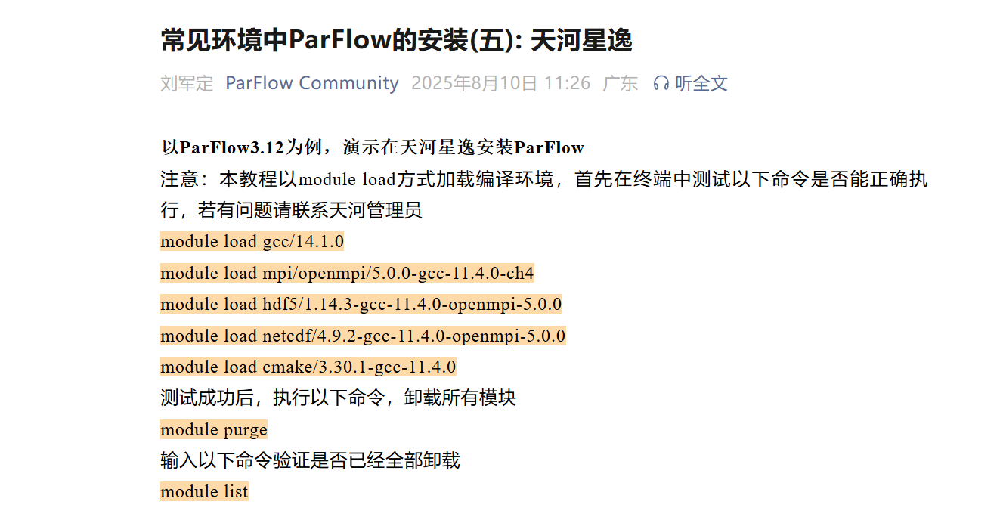 常见环境中ParFlow的安装(五): 天河星逸
刘军定 ParFlow Community 2025年8月10日 11:26 广东 听全文
以ParFlow3.12为例，演示在天河星逸安装ParFlow
注意：本教程以module load方式加载编译环境，首先在终端中测试以下命令是否能正确执
行，若有问题请联系天河管理员
module load gcc/14.1.0
module load mpi/openmpi/5.0.0-gcc-11.4.0-ch4
module load hdf5/1.14.3-gcc-11.4.0-openmpi-5.0.0
module load netcdf/4.9.2-gcc-11.4.0-openmpi-5.0.0
module load cmake/3.30.1-gcc-11.4.0
测试成功后，执行以下命令，卸载所有模块
module purge
输入以下命令验证是否已经全部卸载
module list